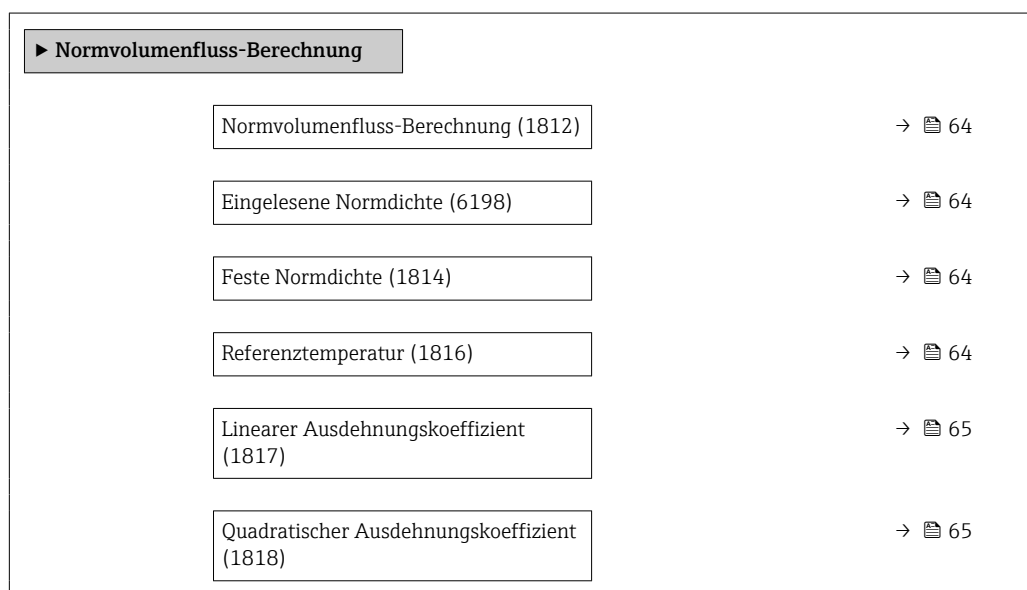 ▶ Normvolumenfluss-Berechnung
Normvolumenfluss-Berechnung (1812) → 64
Eingelesene Normdichte (6198) → 64
Feste Normdichte (1814) → 64
Referenztemperatur (1816) → 64
Linearer Ausdehnungskoeffizient → 65
(1817)
Quadratischer Ausdehnungskoeffizient → 65
(1818)